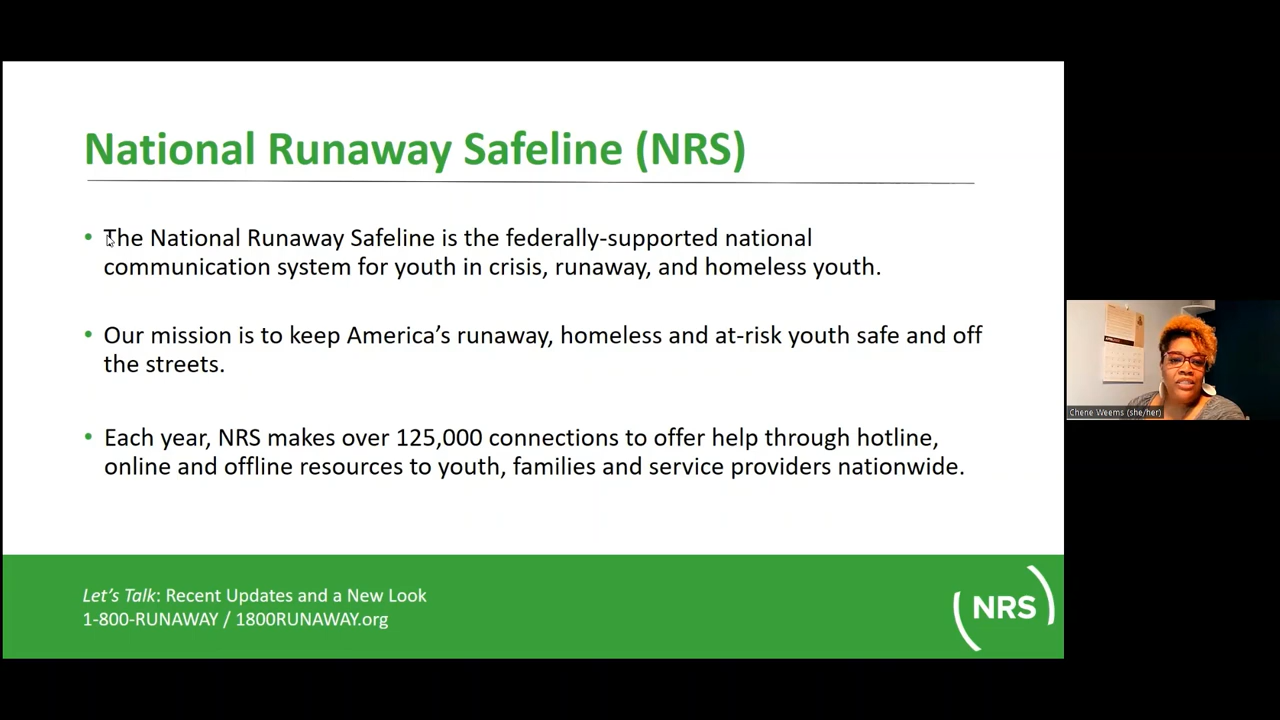 National Runaway Safeline (NRS)
• The National Runaway Safeline is the federally-supported national
communication system for youth in crisis, runaway, and homeless youth.
• Our mission is to keep America’s runaway, homeless and at-risk youth safe and off
the streets.
• Each year, NRS makes over 125,000 connections to offer help through hotline,
online and offline resources to youth, families and service providers nationwide.
Let’s Talk: Recent Updates and a New Look
1-800-RUNAWAY / 1800RUNAWAY.org
NRS
Chene Weems (she/her)